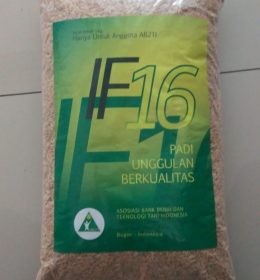 Hanya Untuk Anggota AB2TI
IF16
PADI
UNGGULAN
BERKUALITAS
ASOSIASI BANK BENIH DAN
TEKNOLOGI TANI INDONESIA
Bogor - Indonesia